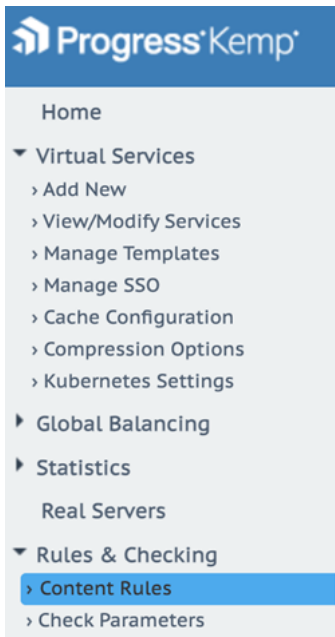 Progress Kemp
Home
Virtual Services
› Add New
› View/Modify Services
› Manage Templates
› Manage SSO
› Cache Configuration
› Compression Options
› Kubernetes Settings
Global Balancing
Statistics
Real Servers
Rules & Checking
› Content Rules
› Check Parameters